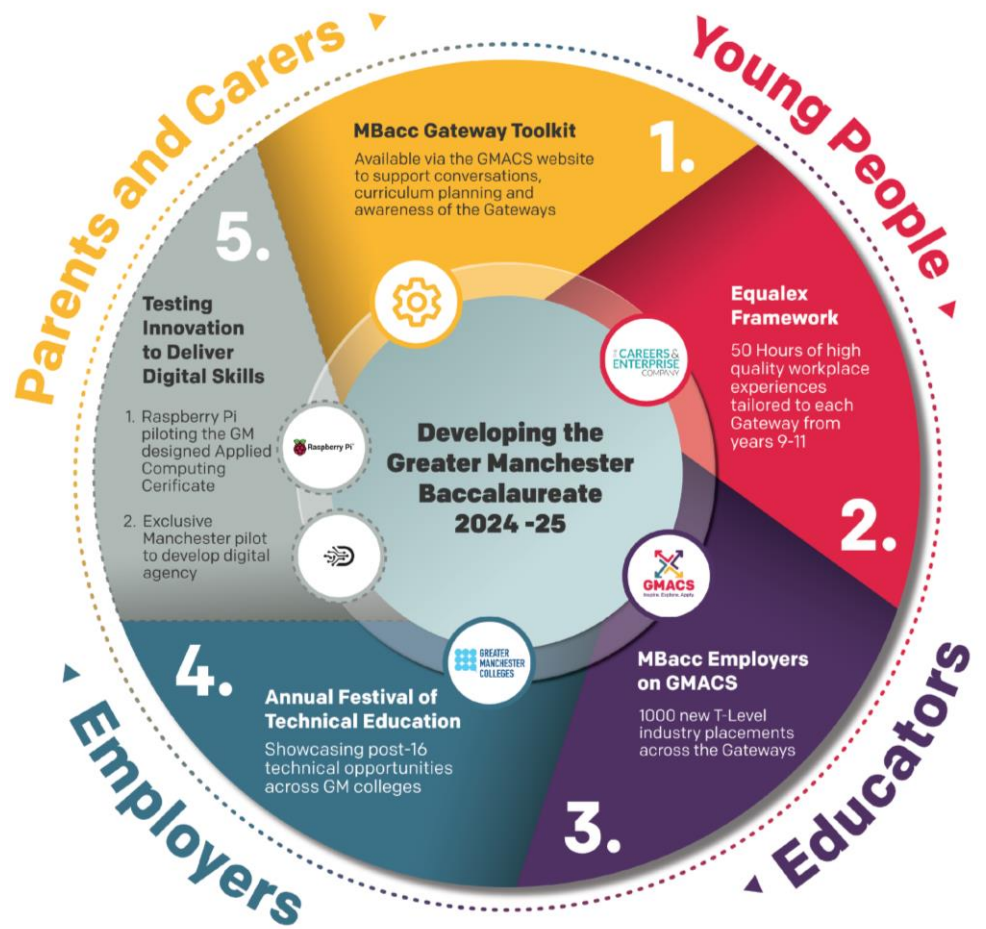 Parents and Carers
Young People
Educators
Employers
Developing the
Greater Manchester
Baccalaureate
2024 -25
1.
MBacc Gateway Toolkit
Available via the GMACS website
to support conversations,
curriculum planning and
awareness of the Gateways
2.
Equalex
Framework
50 Hours of high
quality workplace
experiences
tailored to each
Gateway from
years 9-11
THE
CAREERS &
ENTERPRISE
COMPANY
3.
MBacc Employers
on GMACS
1000 new T-Level
industry placements
across the Gateways
GMACS
Inspire. Explore. Apply.
4.
Annual Festival of
Technical Education
Showcasing post-16
technical opportunities
across GM colleges
GREATER
MANCHESTER
COLLEGES
5.
Testing
Innovation
to Deliver
Digital Skills
1. Raspberry Pi
piloting the GM
designed Applied
Computing
Cerificate
2. Exclusive
Manchester pilot
to develop digital
agency
Raspberry Pi